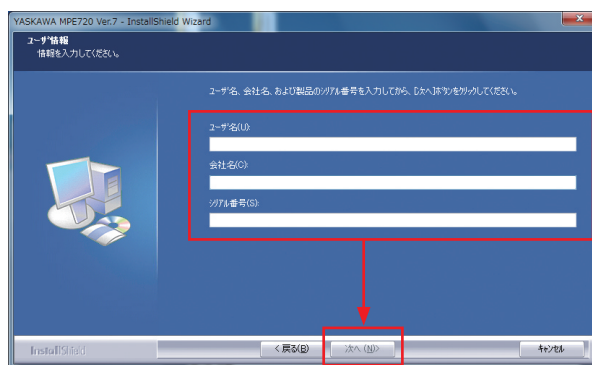 YASKAWA MPE720 Ver.7 - InstallShield Wizard
ユーザ情報
情報を入力してください。
ユーザ名、会社名、および製品のシリアル番号を入力してから、[次へ]ボタンをクリックしてください。
ユーザ名(U):
会社名(C):
シリアル番号(S):
InstallShield
< 戻る(B)
次へ (N)>
キャンセル